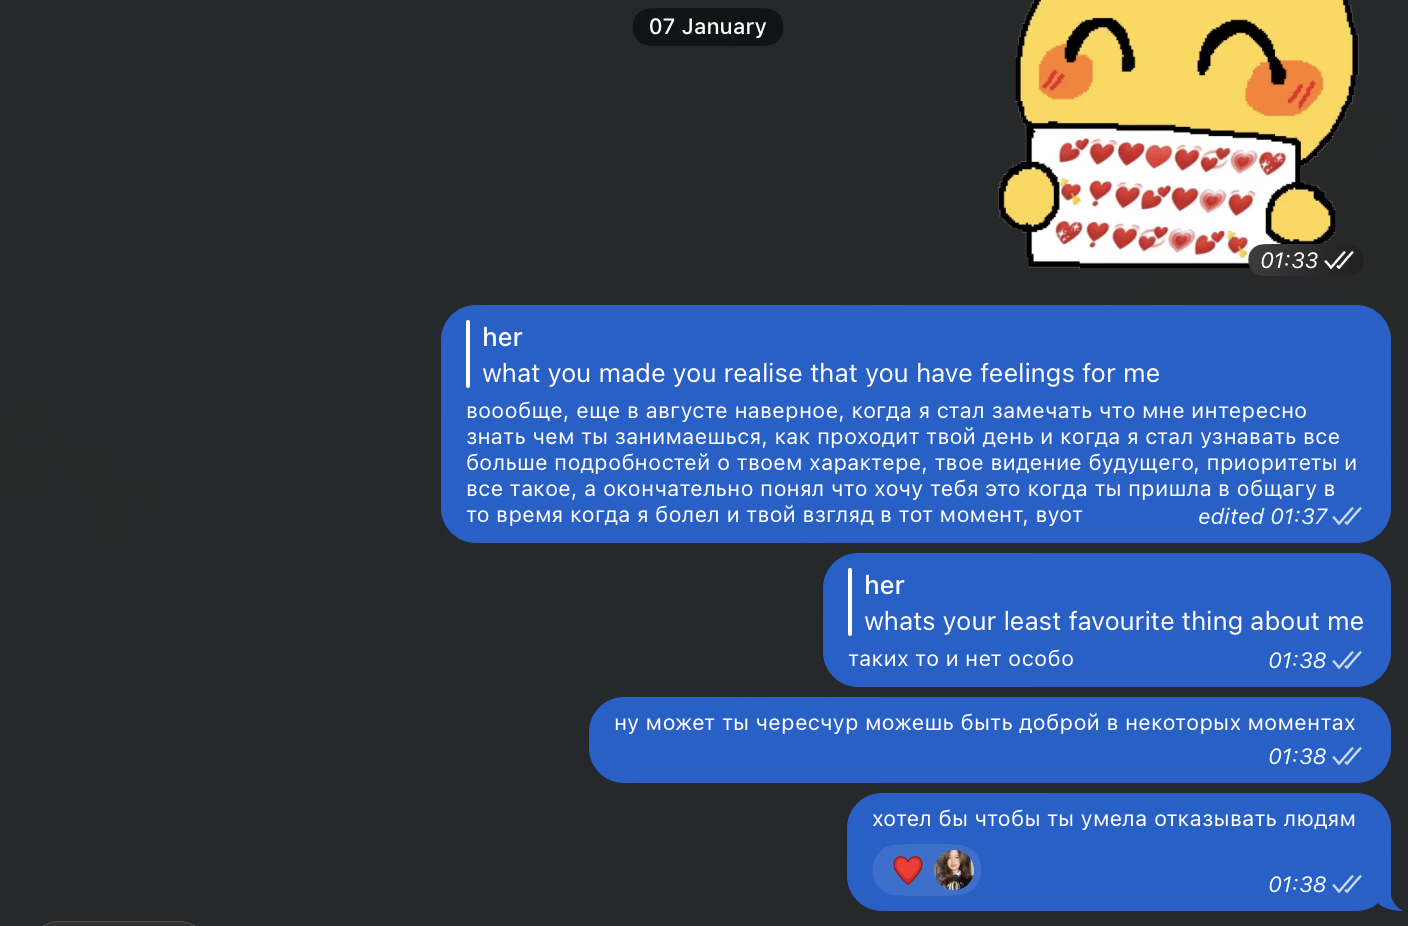 07 January
01:33
her
what you made you realise that you have feelings for me
воообще, еще в августе наверное, когда я стал замечать что мне интересно
знать чем ты занимаешься, как проходит твой день и когда я стал узнавать все
больше подробностей о твоем характере, твое видение будущего, приоритеты и
все такое, а окончательно понял что хочу тебя это когда ты пришла в общагу в
то время когда я болел и твой взгляд в тот момент, вуот
edited 01:37
her
whats your least favourite thing about me
таких то и нет особо
01:38
ну может ты чересчур можешь быть доброй в некоторых моментах
01:38
хотел бы чтобы ты умела отказывать людям
01:38